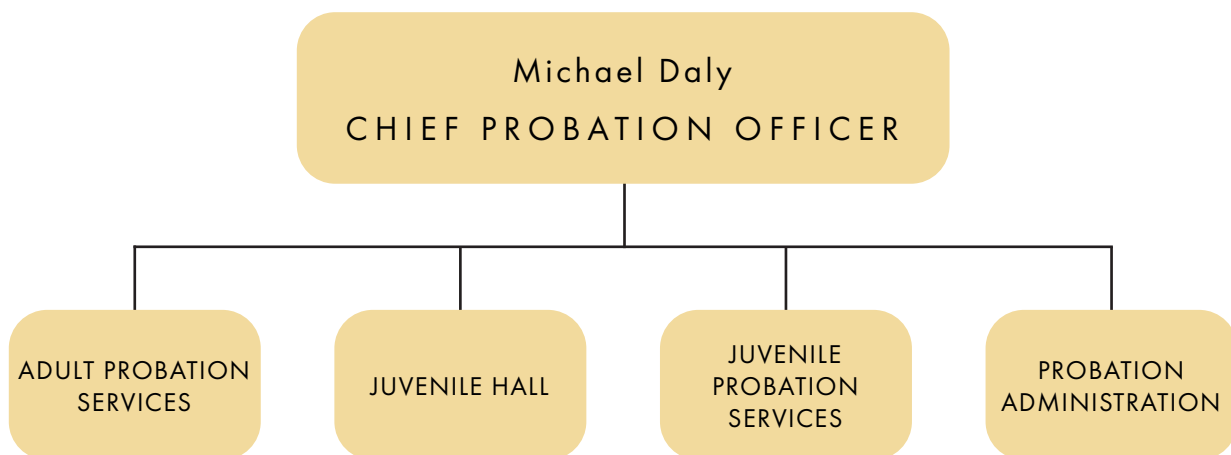 Michael Daly
CHIEF PROBATION OFFICER
ADULT PROBATION
SERVICES
JUVENILE HALL
JUVENILE
PROBATION
SERVICES
PROBATION
ADMINISTRATION